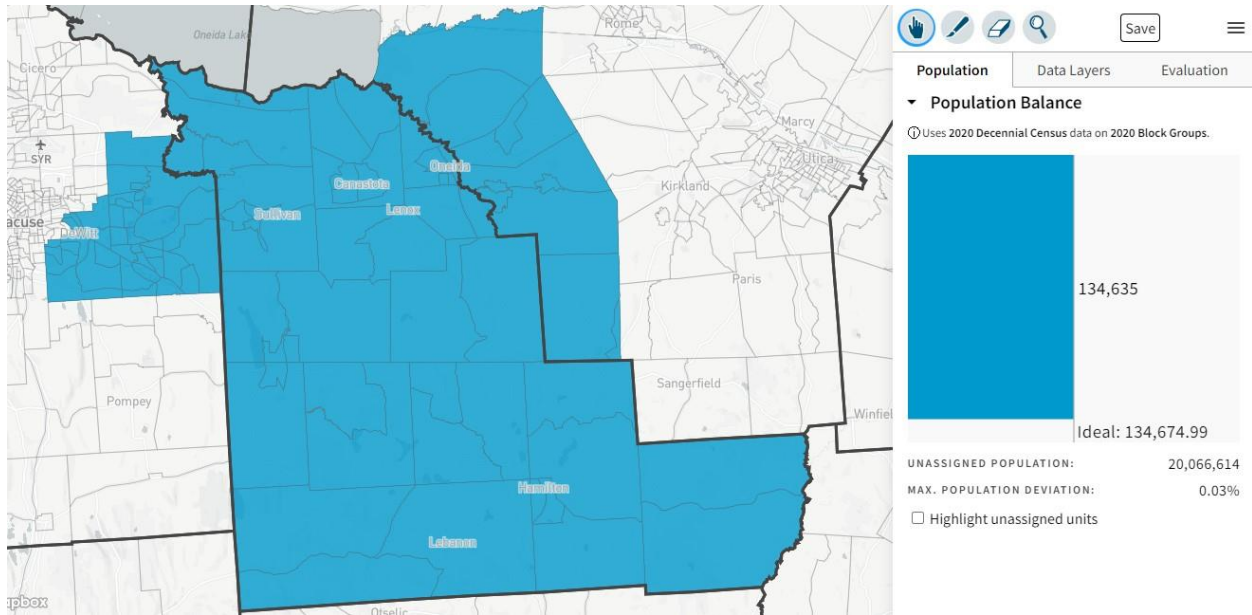 Oneida Lake
Rome
Cicero
SYR
Marcy
Utica
Canastota
Oneida
Kirkland
Sullivan
Lenox
acuse
DeWitt
Paris
Pompey
Sangerfield
Winfiel
Hamilton
Lebanon
Otselic
pbox
Save
Population Data Layers Evaluation
Population Balance
Uses 2020 Decennial Census data on 2020 Block Groups.
134,635
Ideal: 134,674.99
UNASSIGNED POPULATION: 20,066,614
MAX. POPULATION DEVIATION: 0.03%
Highlight unassigned units